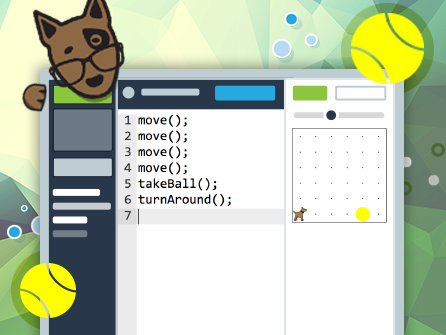 1 move();
2 move();
3 move();
4 move();
5 takeBall();
6 turnAround();
7